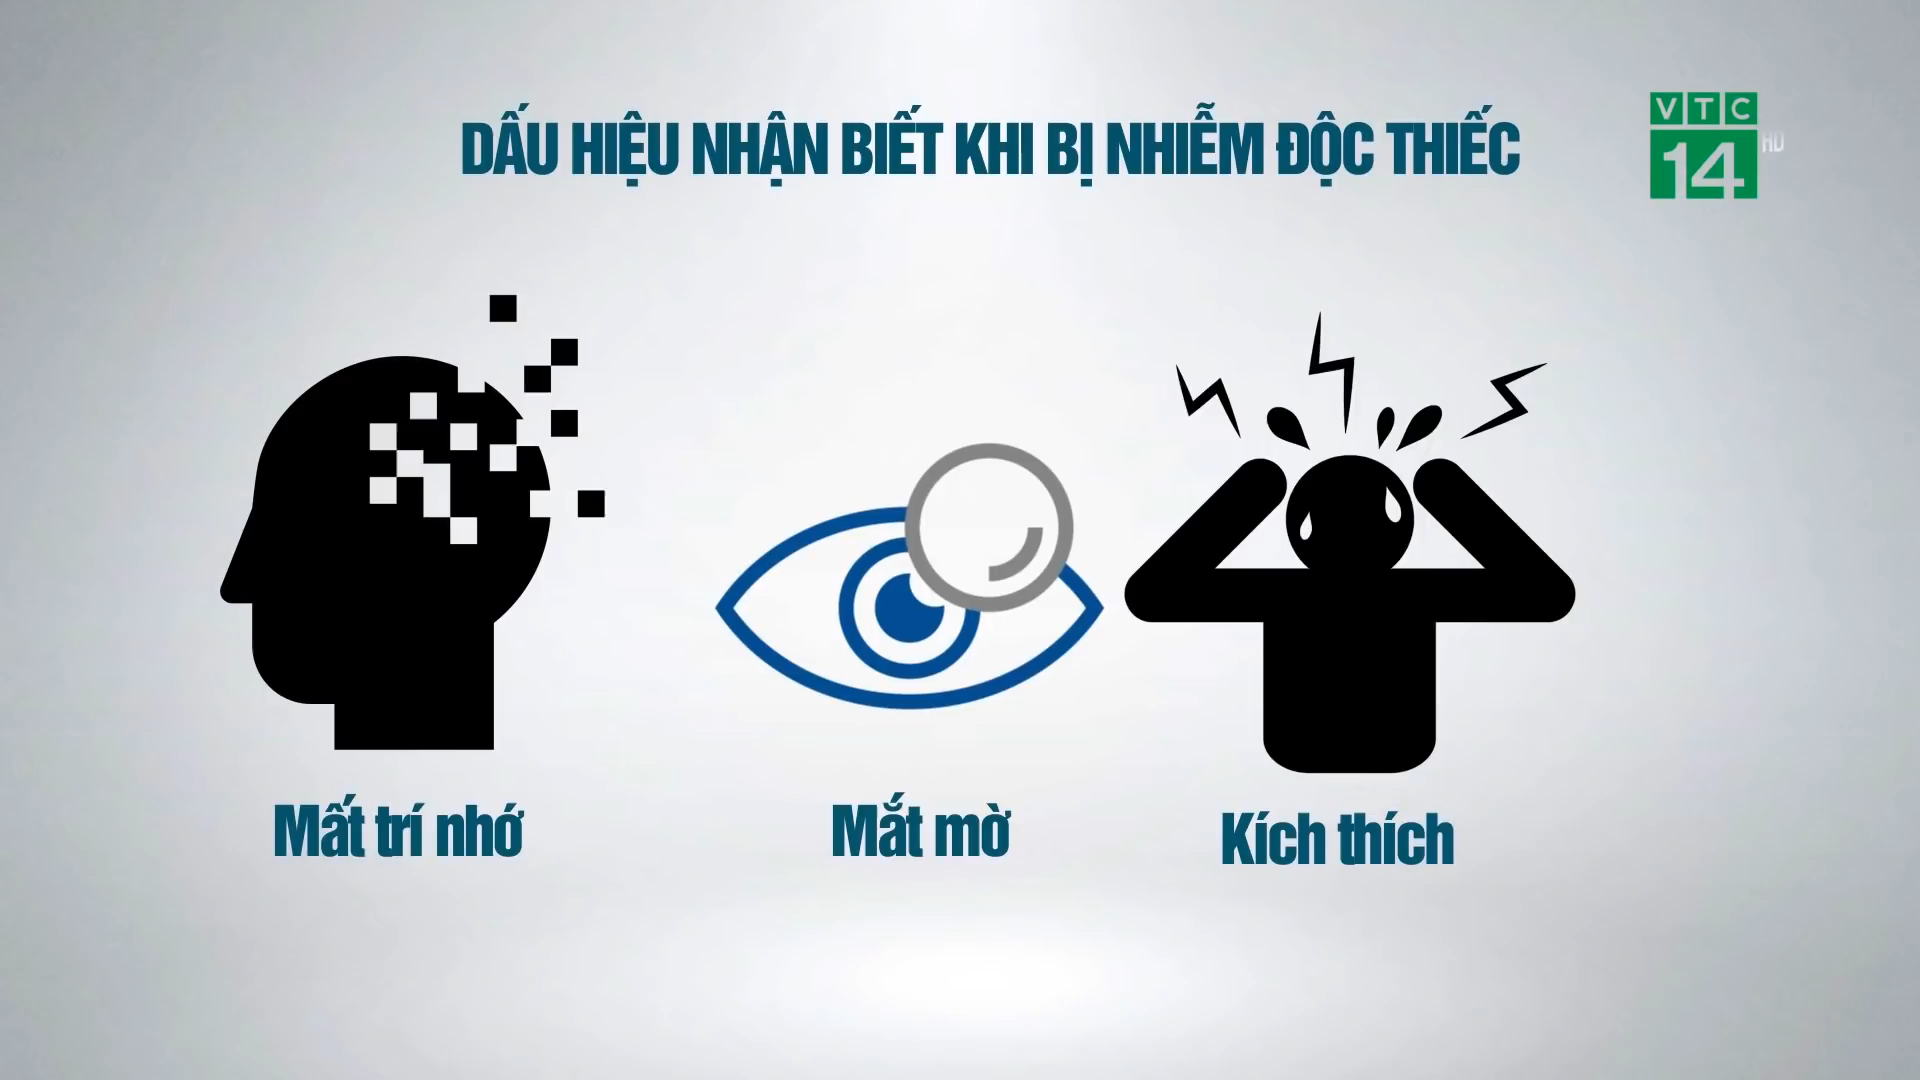 DẤU HIỆU NHẬN BIẾT KHI BỊ NHIỄM ĐỘC THIẾC
VTC
14 HD
Mất trí nhớ
Mắt mờ
Kích thích